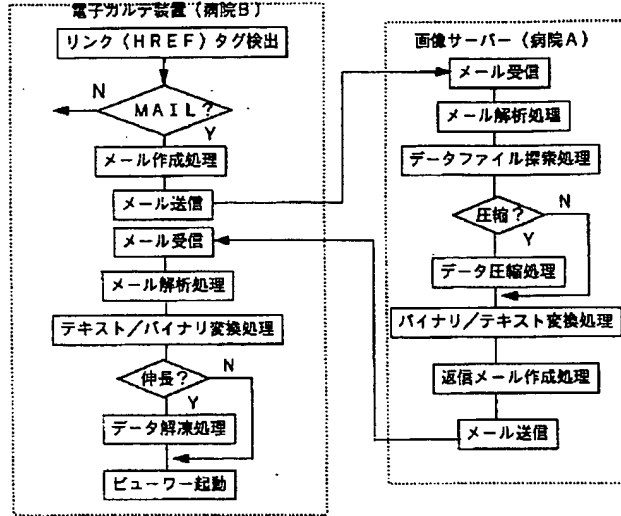 電子カルテ装置(病院B)
リンク(HREF)タグ検出
N
MAIL?
Y
メール作成処理
メール送信
メール受信
メール解析処理
テキスト/バイナリ変換処理
伸長?
N
Y
データ解凍処理
ビューワー起動
画像サーバー(病院A)
メール受信
メール解析処理
データファイル探索処理
圧縮?
N
Y
データ圧縮処理
バイナリ/テキスト変換処理
返信メール作成処理
メール送信